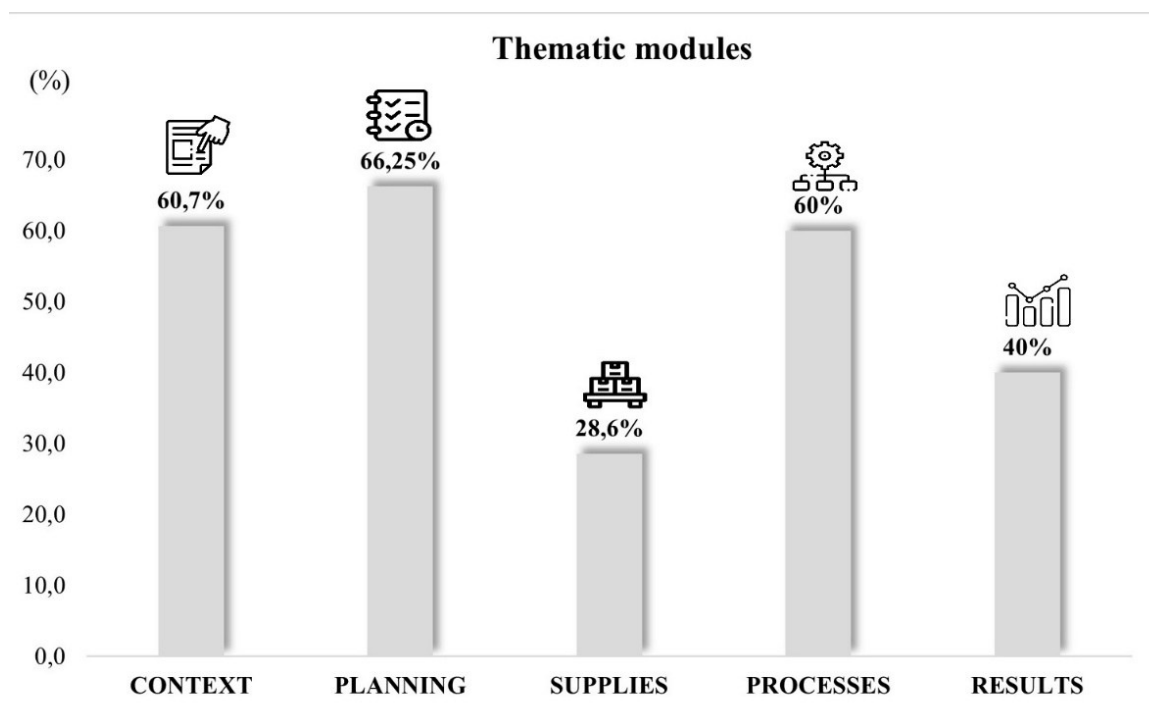 Thematic modules
(%)
70,0
60,0
50,0
40,0
30,0
20,0
10,0
0,0
60,7%
66,25%
28,6%
60%
40%
CONTEXT
PLANNING
SUPPLIES
PROCESSES
RESULTS